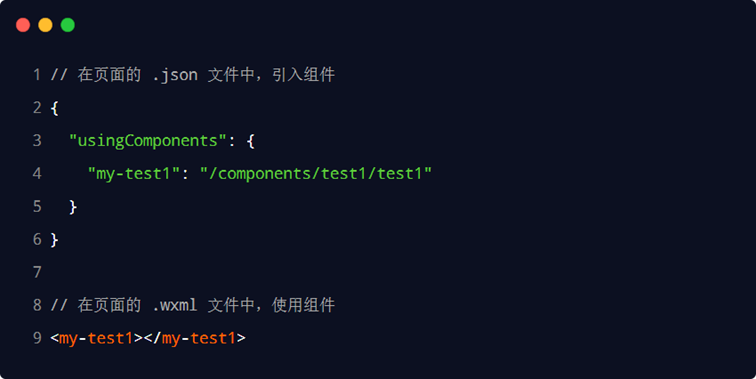 1 // 在页面的 .json 文件中，引入组件
2 {
3   "usingComponents": {
4     "my-test1": "/components/test1/test1"
5   }
6 }
7
8 // 在页面的 .wxml 文件中，使用组件
9 <my-test1></my-test1>